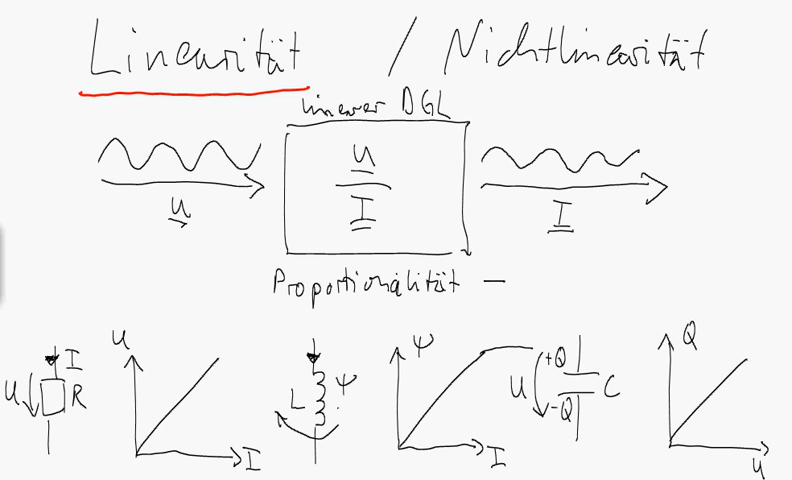 Linearität / Nichtlinearität
linearer DGL
u
u
I
I
Proportionalität —
u
I
R
U
I
L
Ψ
Ψ
I
U
+Q
-Q
C
Q
u